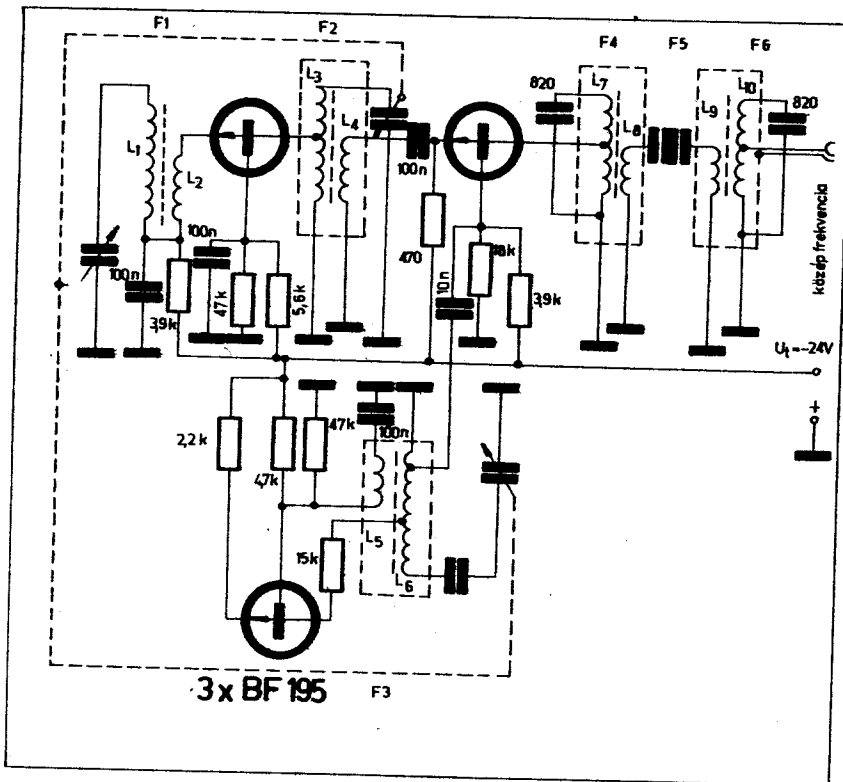 F1
F2
F4
F5
F6
L3
L4
L7
L8
L9
L10
820
820
L1
L2
100n
470
100n
100n
3,9k
47k
5,6k
10n
18k
3,9k
közép frekvencia
Ut=-24V
+
2,2k
4,7k
47k
100n
15k
L5
L6
3 x BF 195
F3